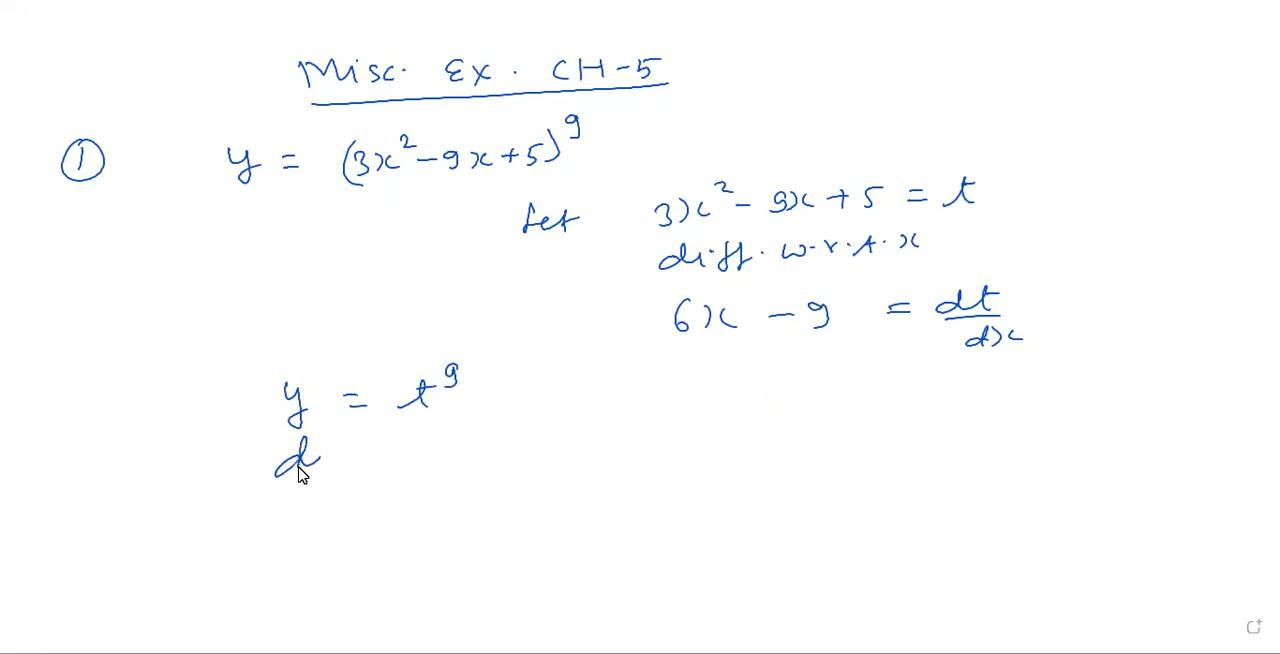 Misc. Ex. CH-5
① y = (3x²-9x+5)⁹
Let 3x²-9x+5 = t
diff. w.r.t. x
6x - 9 = dt/dx
y = t⁹
d